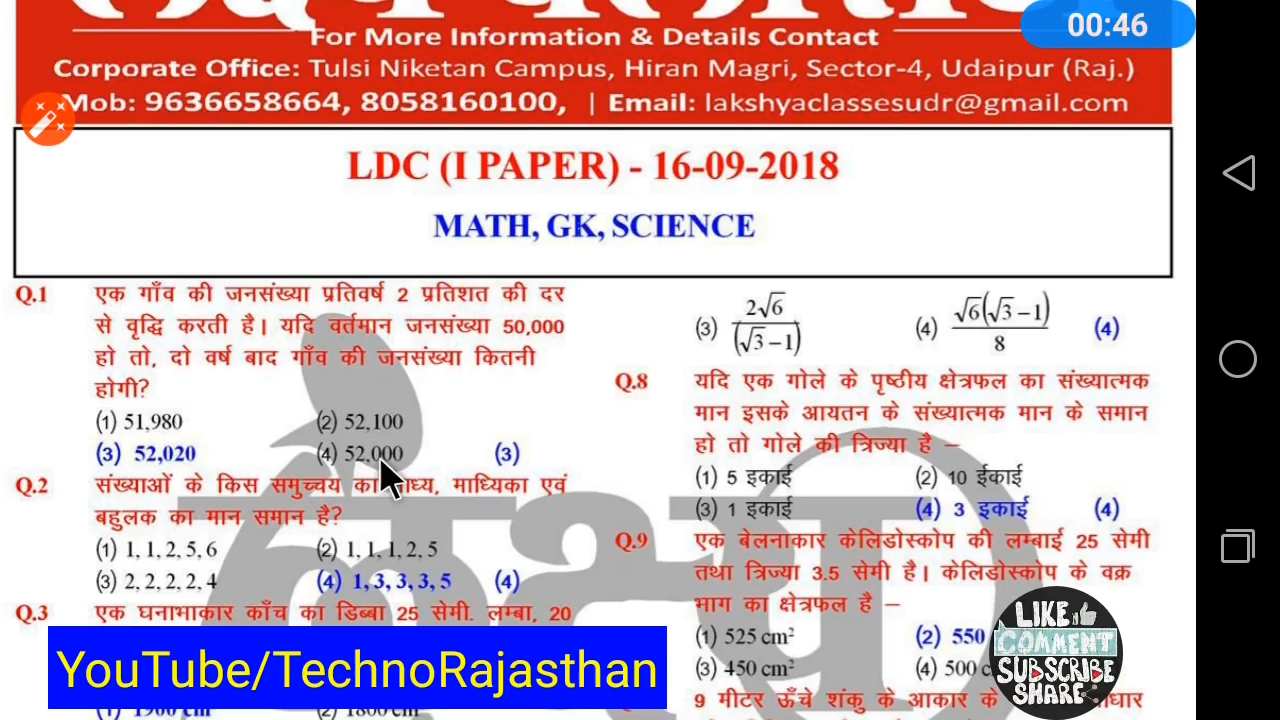 00:46
For More Information & Details Contact
Corporate Office: Tulsi Niketan Campus, Hiran Magri, Sector-4, Udaipur (Raj.)
Mob: 9636658664, 8058160100, | Email: lakshyaclassesudr@gmail.com
LDC (I PAPER) - 16-09-2018
MATH, GK, SCIENCE
Q.1 एक गाँव की जनसंख्या प्रतिवर्ष 2 प्रतिशत की दर
से वृद्धि करती है। यदि वर्तमान जनसंख्या 50,000
हो तो, दो वर्ष बाद गाँव की जनसंख्या कितनी
होगी?
(1) 51,980 (2) 52,100
(3) 52,020 (4) 52,000 (3)
Q.2 संख्याओं के किस समुच्चय का माध्य, माध्यिका एवं
बहुलक का मान समान है?
(1) 1, 1, 2, 5, 6 (2) 1, 1, 1, 2, 5
(3) 2, 2, 2, 2, 4 (4) 1, 3, 3, 3, 5 (4)
Q.3 एक घनाभाकार काँच का डिब्बा 25 सेमी. लम्बा, 20
(3) 2√6/(√3−1) (4) √6(√3−1)/8 (4)
Q.8 यदि एक गोले के पृष्ठीय क्षेत्रफल का संख्यात्मक
मान इसके आयतन के संख्यात्मक मान के समान
हो तो गोले की त्रिज्या है –
(1) 5 इकाई (2) 10 ईकाई
(3) 1 इकाई (4) 3 इकाई (4)
Q.9 एक बेलनाकार केलिडोस्कोप की लम्बाई 25 सेमी
तथा त्रिज्या 3.5 सेमी है। केलिडोस्कोप के वक्र
भाग का क्षेत्रफल है –
(1) 525 cm² (2) 550
(3) 450 cm² (4) 500 c
9 मीटर ऊँचे शंकु के आकार के
YouTube/TechnoRajasthan
LIKE
COMMENT
SUBSCRIBE
SHARE